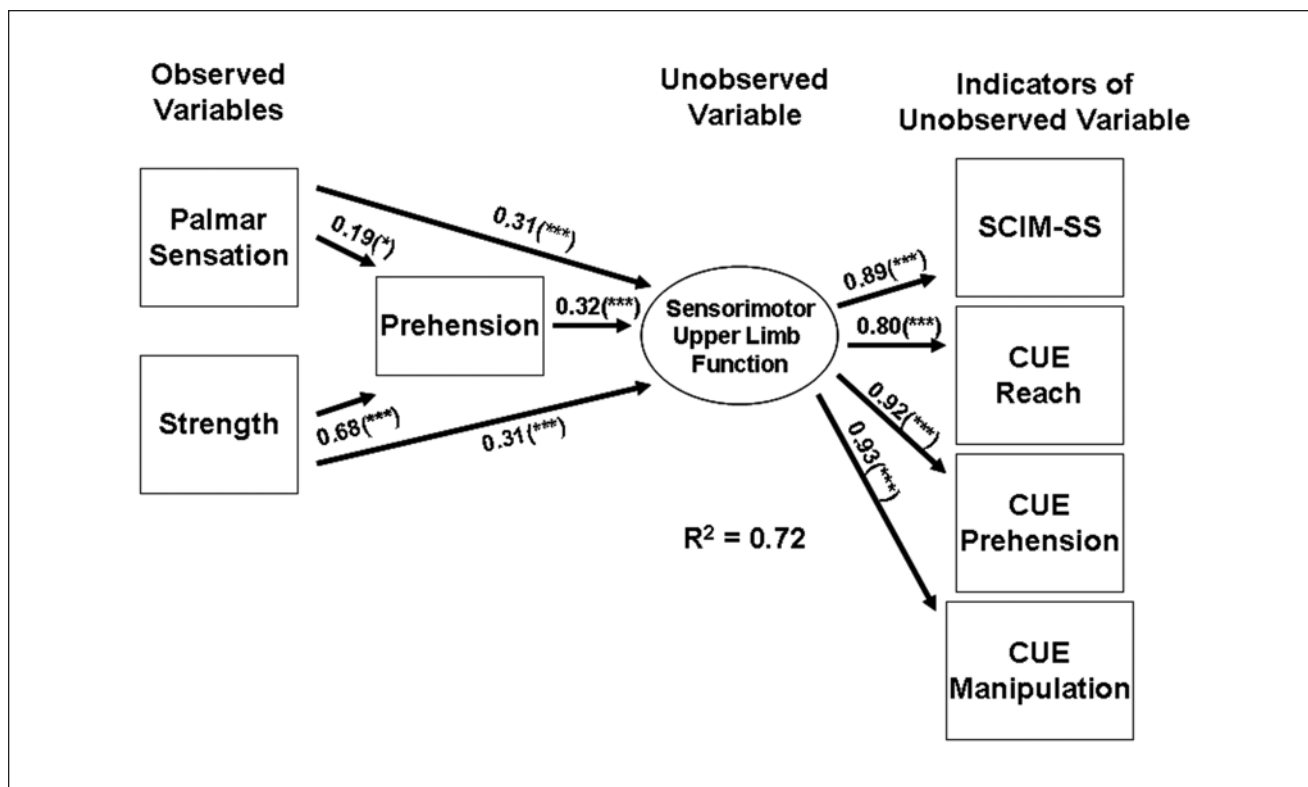 Observed
Variables
Unobserved
Variable
Indicators of
Unobserved Variable
Palmar
Sensation
0.31(***)
0.19(*)
Prehension
0.32(***)
Strength
0.68(***)
0.31(***)
Sensorimotor
Upper Limb
Function
0.89(***)
0.80(***)
0.92(***)
0.93(***)
R² = 0.72
SCIM-SS
CUE
Reach
CUE
Prehension
CUE
Manipulation